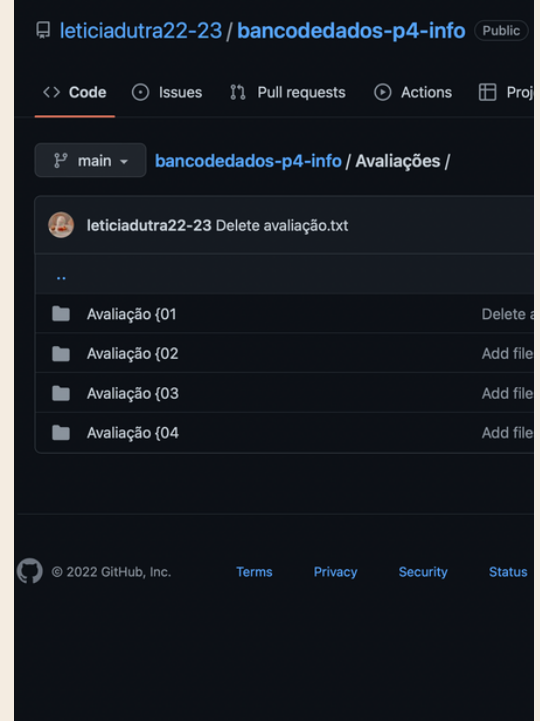 leticiadutra22-23 / bancodedados-p4-info Public
<> Code Issues Pull requests Actions Proj
main bancodedados-p4-info / Avaliações /
leticiadutra22-23 Delete avaliação.txt
..
Avaliação {01 Delete a
Avaliação {02 Add file
Avaliação {03 Add file
Avaliação {04 Add file
© 2022 GitHub, Inc. Terms Privacy Security Status